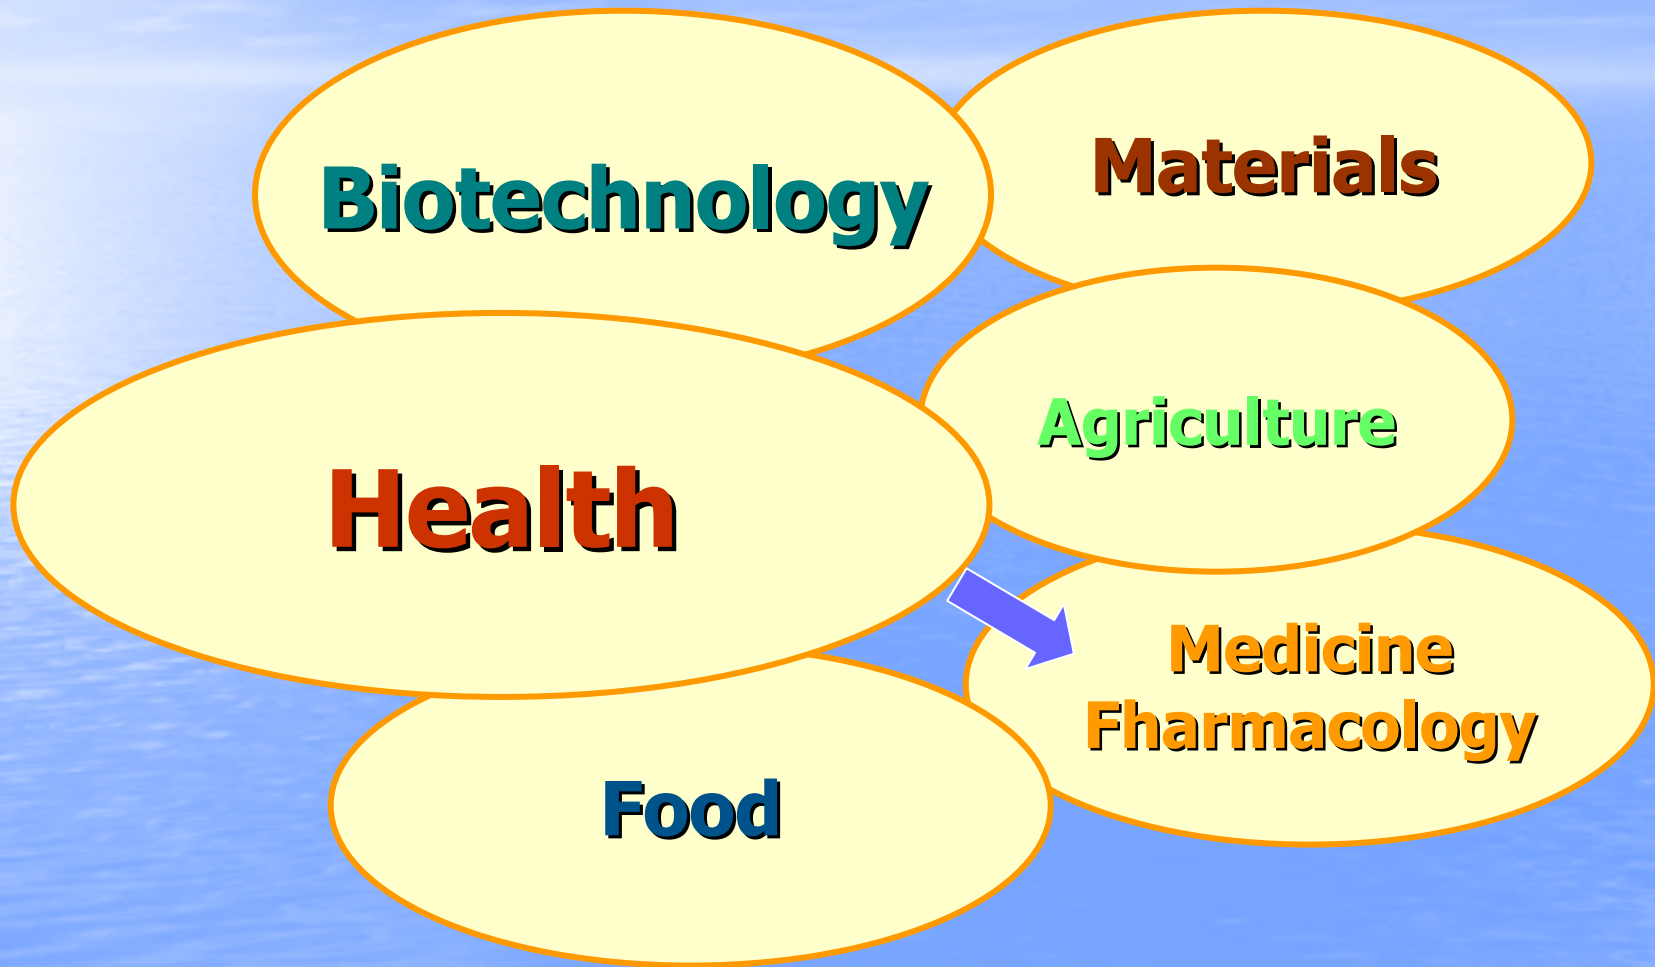 Biotechnology
Materials
Agriculture
Health
Medicine
Fharmacology
Food